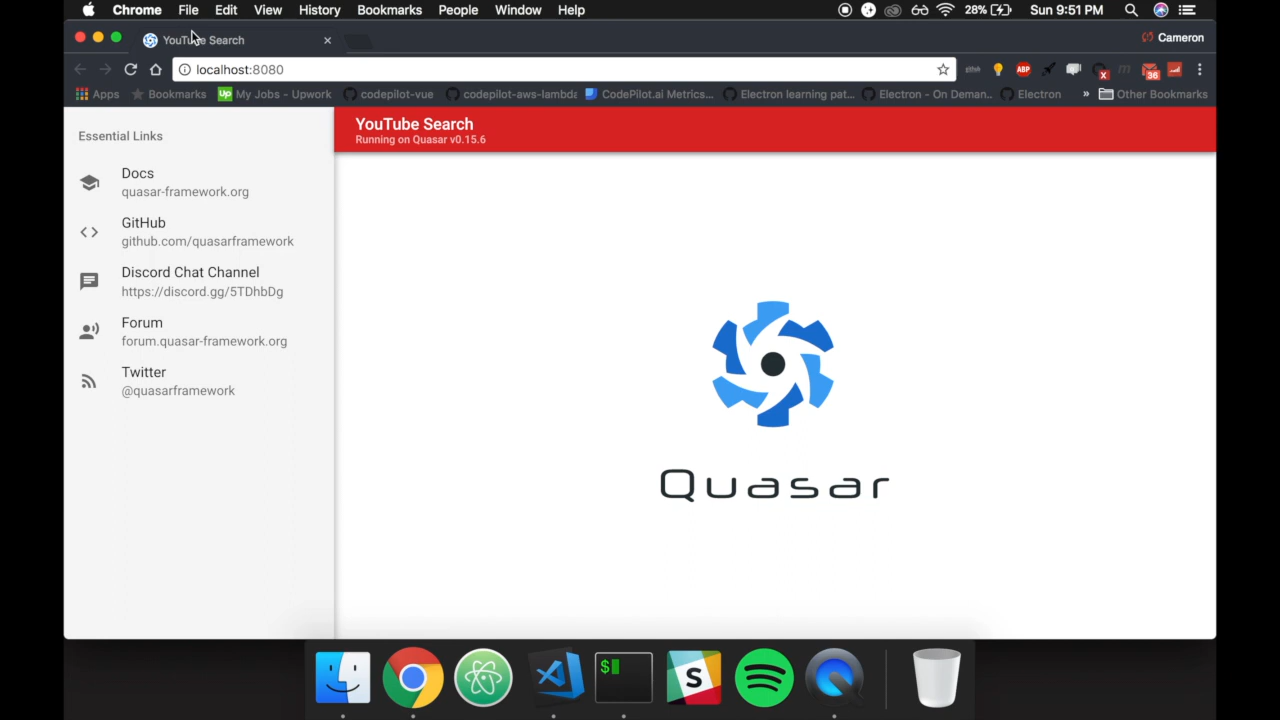 Chrome File Edit View History Bookmarks People Window Help 28% Sun 9:51 PM
YouTube Search Cameron
localhost:8080
ABP x m 36
Apps Bookmarks Up My Jobs - Upwork codepilot-vue codepilot-aws-lambda CodePilot.ai Metrics... Electron learning pat... Electron - On Deman... Electron » Other Bookmarks
Essential Links
YouTube Search
Running on Quasar v0.15.6
Docs
quasar-framework.org
GitHub
github.com/quasarframework
Discord Chat Channel
https://discord.gg/5TDhbDg
Forum
forum.quasar-framework.org
Twitter
@quasarframework
Quasar
$
S